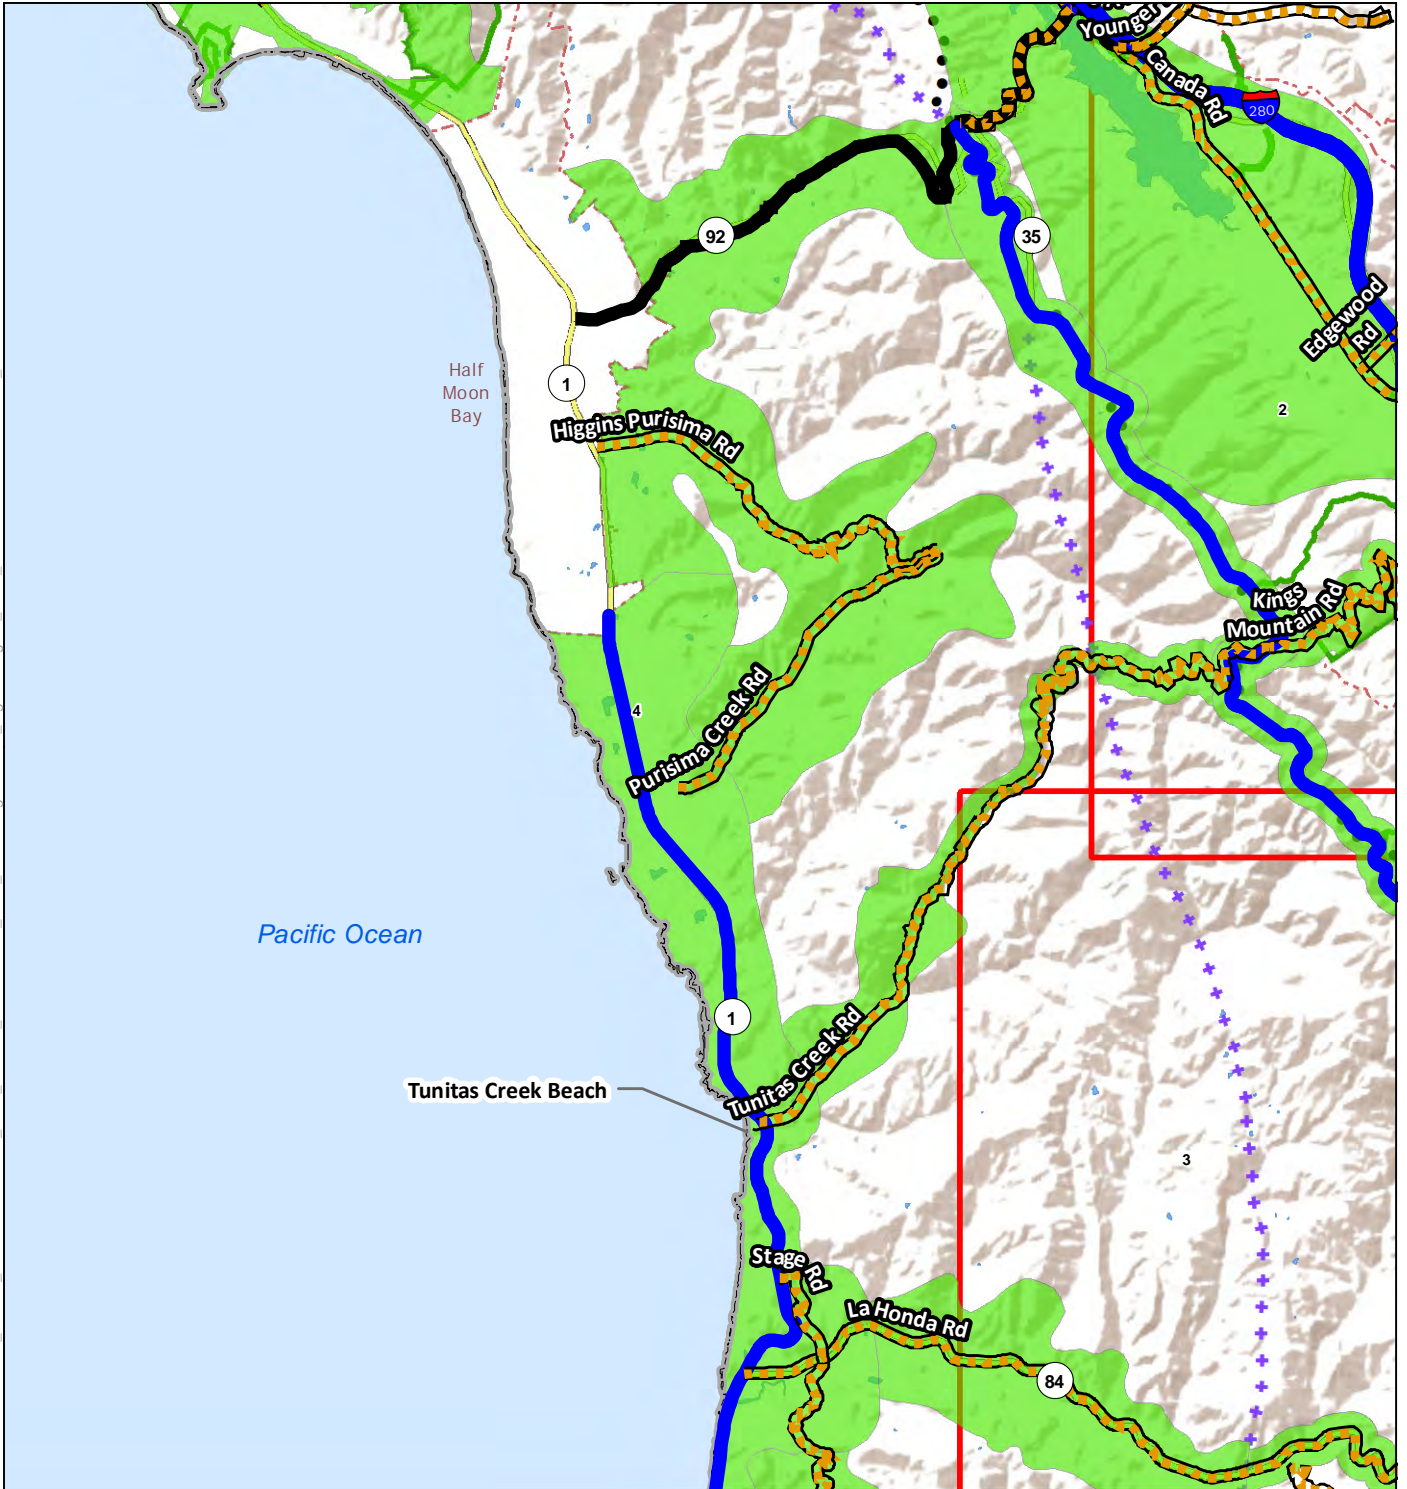 Younger
Canada Rd
280
92
35
Edgewood
Rd
Half
Moon
Bay
1
2
Higgins Purisima Rd
Kings
Mountain Rd
4
Purisima Creek Rd
Pacific Ocean
1
Tunitas Creek Rd
Tunitas Creek Beach
3
Stage Rd
La Honda Rd
84